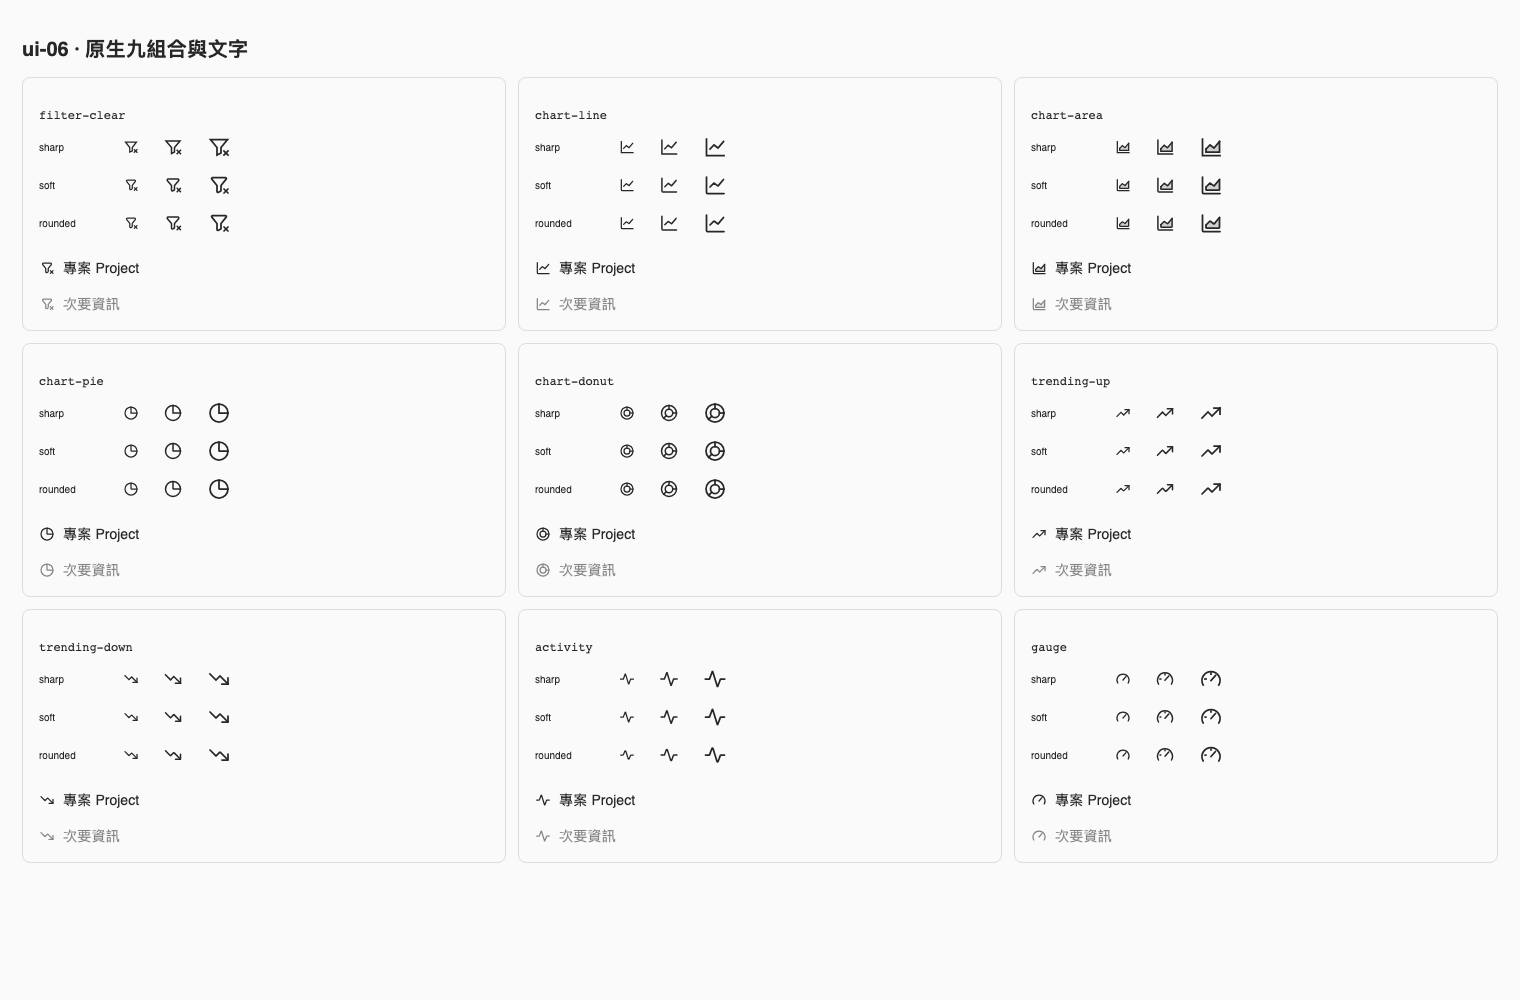 ui-06 · 原生九組合與文字
filter-clear
sharp
soft
rounded
專案 Project
次要資訊
chart-line
sharp
soft
rounded
專案 Project
次要資訊
chart-area
sharp
soft
rounded
專案 Project
次要資訊
chart-pie
sharp
soft
rounded
專案 Project
次要資訊
chart-donut
sharp
soft
rounded
專案 Project
次要資訊
trending-up
sharp
soft
rounded
專案 Project
次要資訊
trending-down
sharp
soft
rounded
專案 Project
次要資訊
activity
sharp
soft
rounded
專案 Project
次要資訊
gauge
sharp
soft
rounded
專案 Project
次要資訊